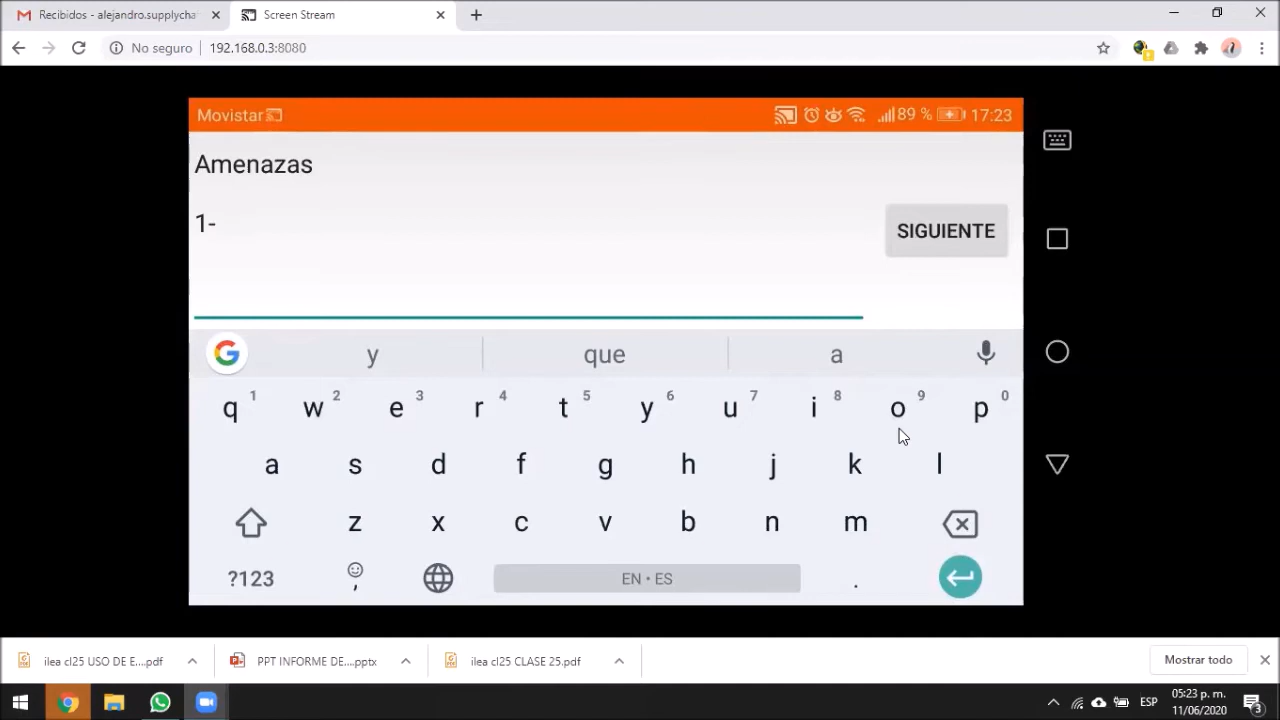 Recibidos - alejandro.supplycha
Screen Stream
No seguro
192.168.0.3:8080
Movistar
89 %
17:23
Amenazas
1-
SIGUIENTE
y
que
a
q 1 w 2 e 3 r 4 t 5 y 6 u 7 i 8 o 9 p 0
a s d f g h j k l
z x c v b n m
?123
,
EN • ES
.
ilea cl25 USO DE E....pdf
PPT INFORME DE....pptx
ilea cl25 CLASE 25.pdf
Mostrar todo
ESP
05:23 p. m.
11/06/2020
3